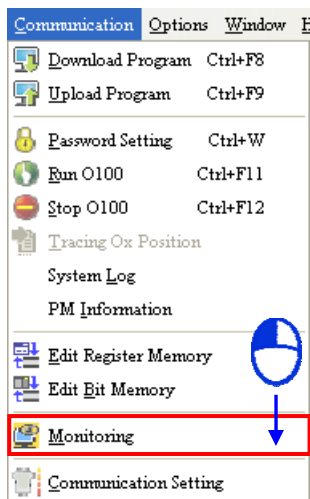 Communication Options Window H
Download Program Ctrl+F8
Upload Program Ctrl+F9
Password Setting Ctrl+W
Run O100 Ctrl+F11
Stop O100 Ctrl+F12
Tracing Ox Position
System Log
PM Information
Edit Register Memory
Edit Bit Memory
Monitoring
Communication Setting